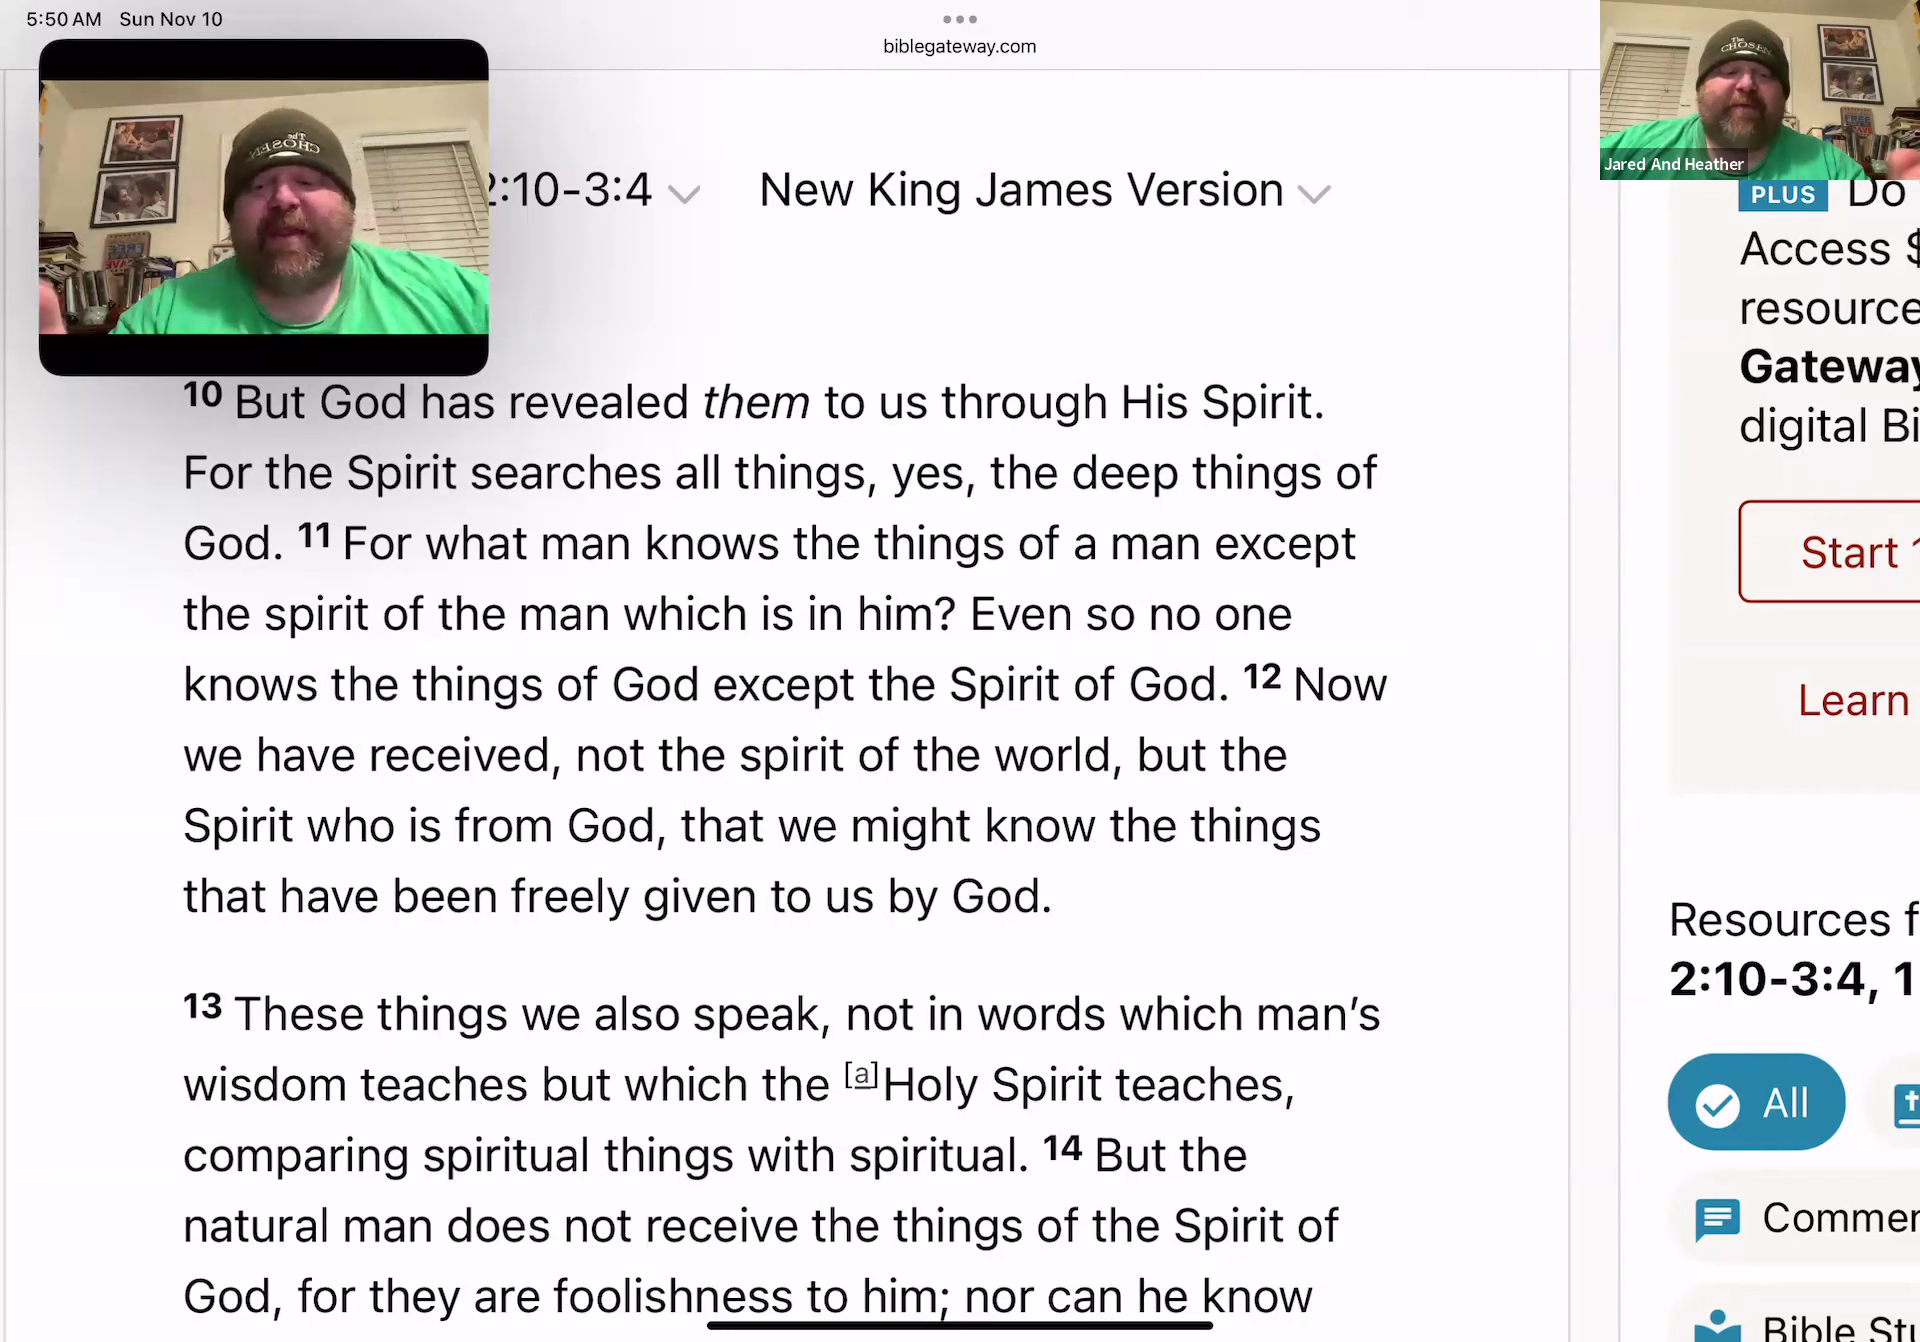 5:50 AM Sun Nov 10
biblegateway.com
The
CHOSEN
The
CHOSEN
FREE
Jared And Heather
2:10-3:4 New King James Version
10 But God has revealed them to us through His Spirit.
For the Spirit searches all things, yes, the deep things of
God. 11 For what man knows the things of a man except
the spirit of the man which is in him? Even so no one
knows the things of God except the Spirit of God. 12 Now
we have received, not the spirit of the world, but the
Spirit who is from God, that we might know the things
that have been freely given to us by God.
13 These things we also speak, not in words which man’s
wisdom teaches but which the [a]Holy Spirit teaches,
comparing spiritual things with spiritual. 14 But the
natural man does not receive the things of the Spirit of
God, for they are foolishness to him; nor can he know
PLUS Do
Access $
resource
Gateway
digital Bi
Start
Learn
Resources f
2:10-3:4, 1
All
Commen
Bible Stu